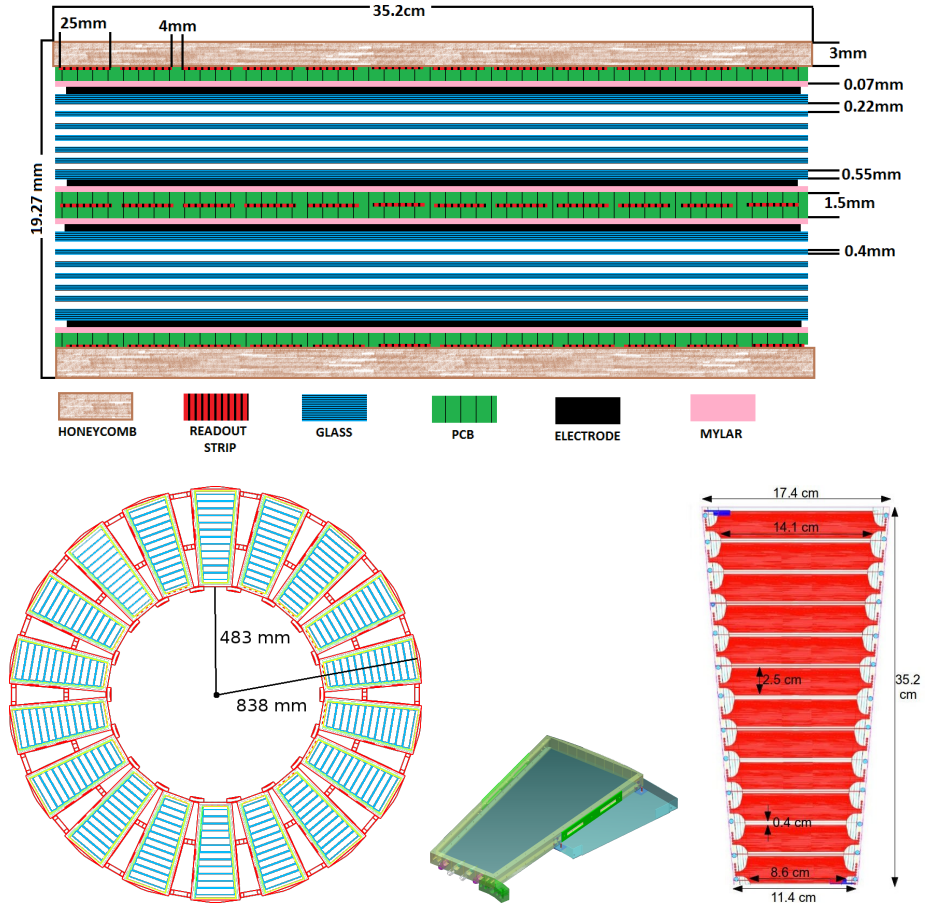 35.2cm
25mm
4mm
3mm
0.07mm
0.22mm
0.55mm
1.5mm
0.4mm
19.27 mm
HONEYCOMB
READOUT
STRIP
GLASS
PCB
ELECTRODE
MYLAR
483 mm
838 mm
17.4 cm
14.1 cm
2.5 cm
35.2
cm
0.4 cm
8.6 cm
11.4 cm